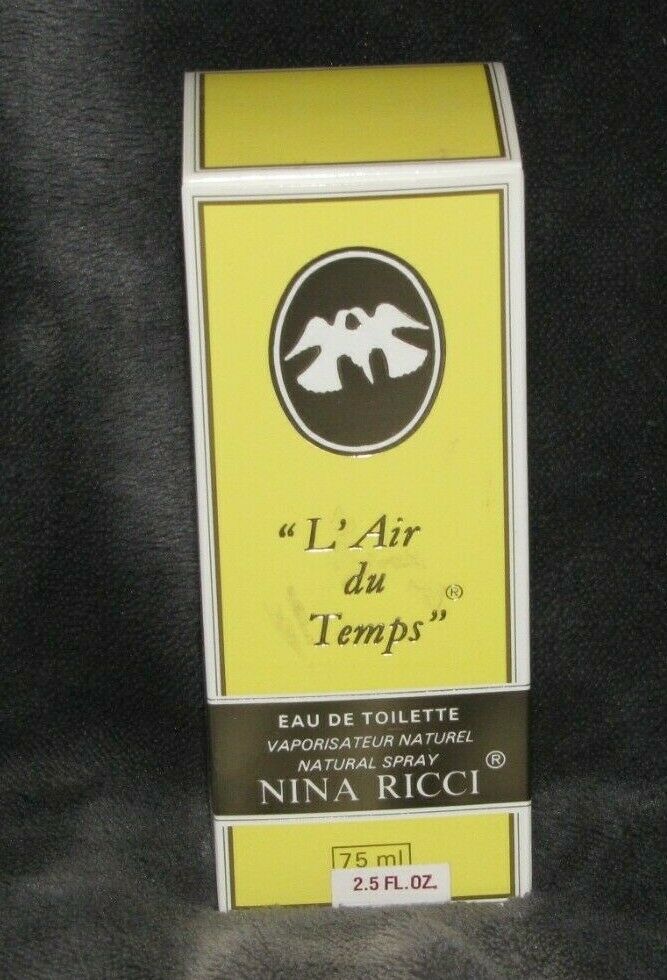 "L'Air
du
Temps"®
EAU DE TOILETTE
VAPORISATEUR NATUREL
NATURAL SPRAY
NINA RICCI®
75 ml
2.5 FL.OZ.